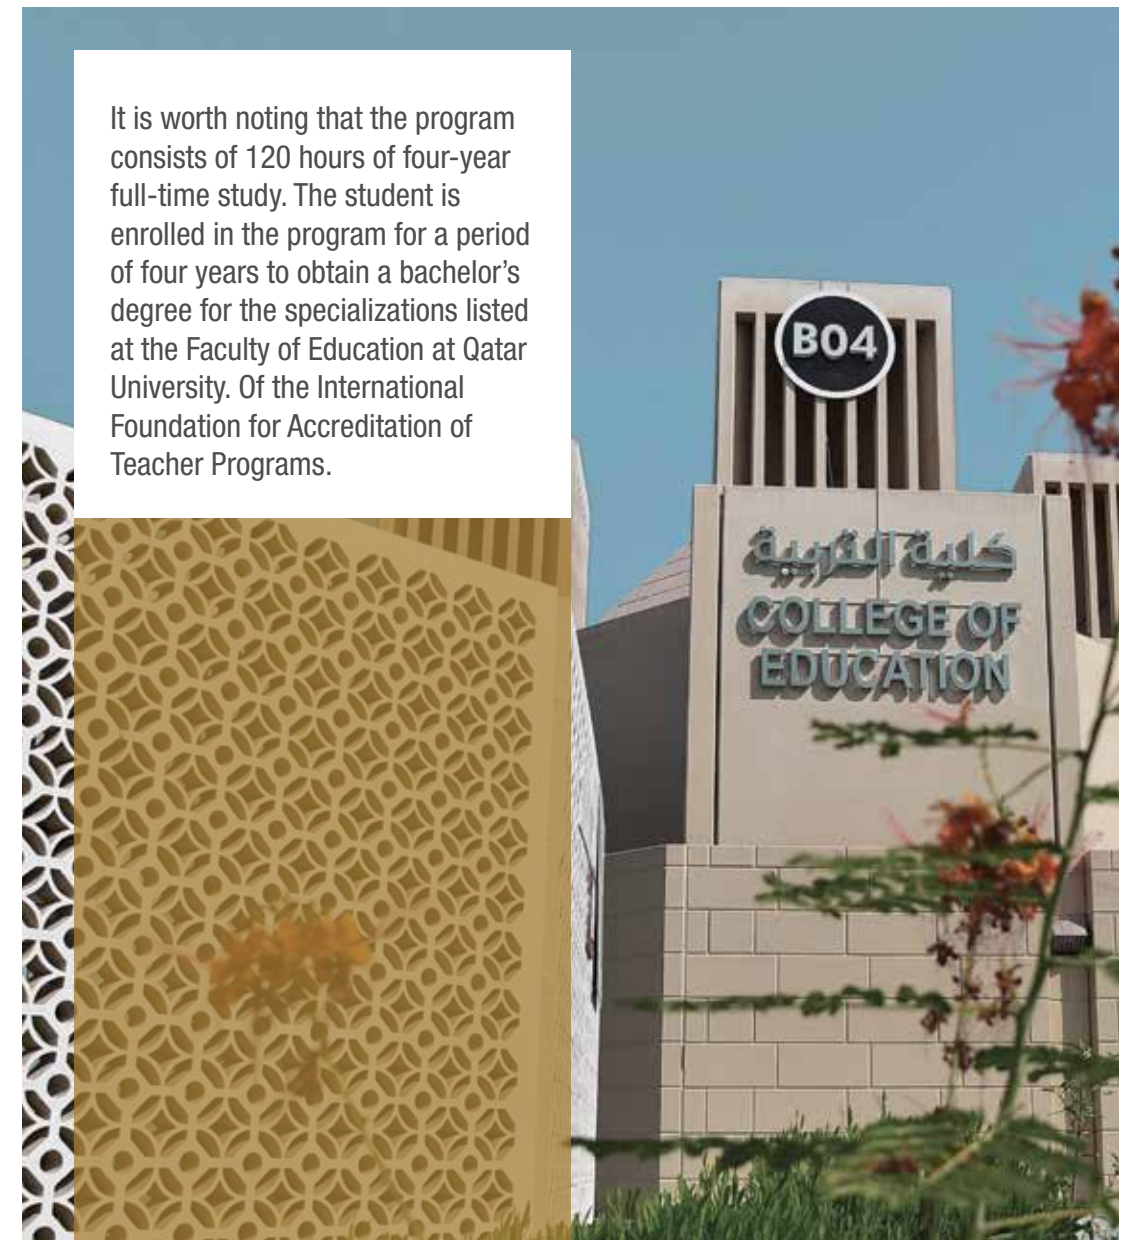 It is worth noting that the program
consists of 120 hours of four-year
full-time study. The student is
enrolled in the program for a period
of four years to obtain a bachelor’s
degree for the specializations listed
at the Faculty of Education at Qatar
University. Of the International
Foundation for Accreditation of
Teacher Programs.
B04
كلية التربية
COLLEGE OF
EDUCATION